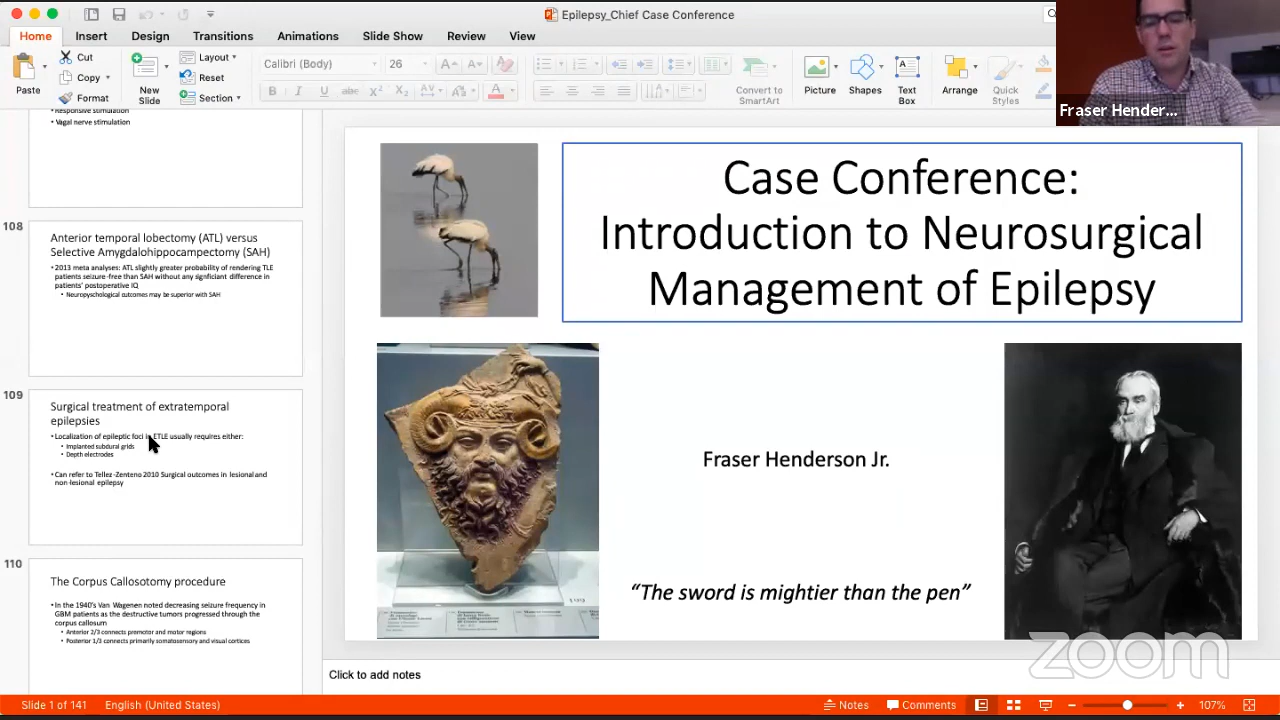 Epilepsy_Chief Case Conference
Home Insert Design Transitions Animations Slide Show Review View
Paste
Cut
Copy
Format
New Slide
Layout
Reset
Section
Calibri (Body) 26
Convert to SmartArt
Picture
Shapes
Text Box
Arrange
Quick Styles
Fraser Hender...
• Responsive stimulation
• Vagal nerve stimulation
108
Anterior temporal lobectomy (ATL) versus
Selective Amygdalohippocampectomy (SAH)
• 2013 meta analyses: ATL slightly greater probability of rendering TLE
patients seizure-free than SAH without any signficiant difference in
patients' postoperative IQ
• Neuropyschological outcomes may be superior with SAH
109
Surgical treatment of extratemporal
epilepsies
• Localization of epileptic foci in ETLE usually requires either:
• Implanted subdural grids
• Depth electrodes
• Can refer to Tellez-Zenteno 2010 Surgical outcomes in lesional and
non-lesional epilepsy
110
The Corpus Callosotomy procedure
• In the 1940's Van Wagenen noted decreasing seizure frequency in
GBM patients as the destructive tumors progressed through the
corpus callosum
• Anterior 2/3 connects premotor and motor regions
• Posterior 1/3 connects primarily somatosensory and visual cortices
Case Conference:
Introduction to Neurosurgical
Management of Epilepsy
Fraser Henderson Jr.
“The sword is mightier than the pen”
zoom
Click to add notes
Slide 1 of 141 English (United States) Notes Comments 107%